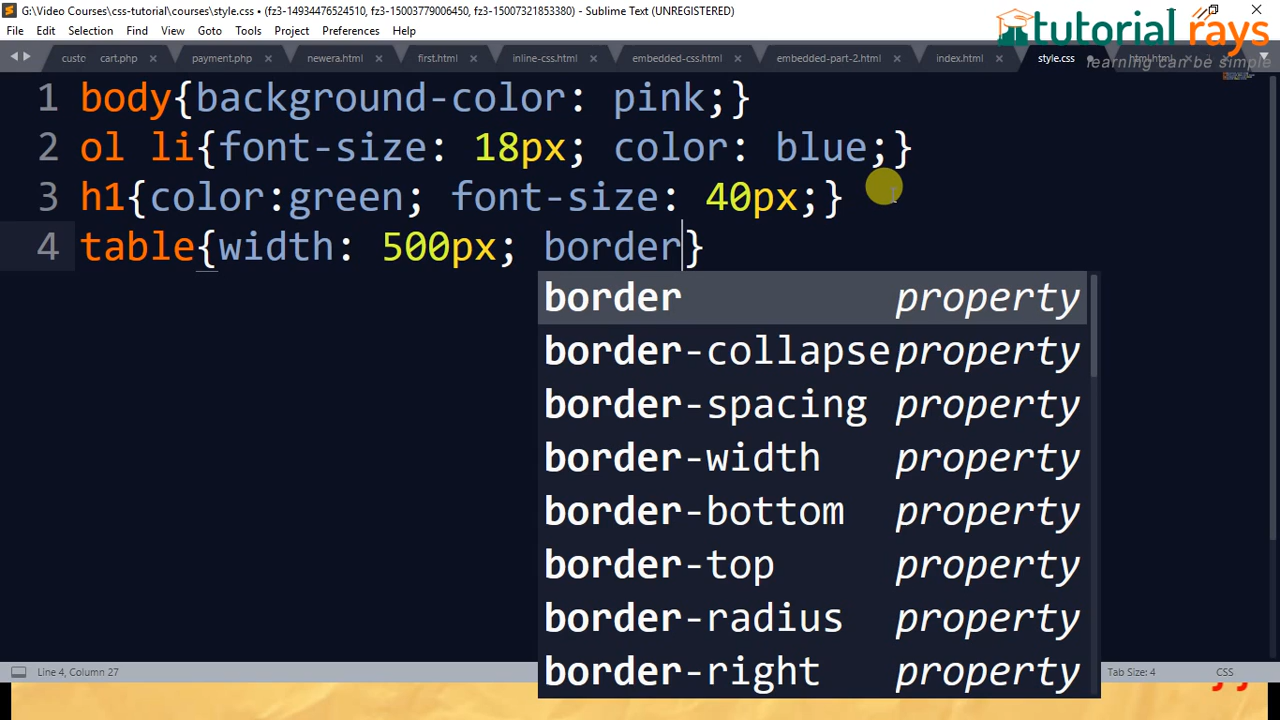 G:\Video Courses\css-tutorial\courses\style.css • (fz3-14934476524510, fz3-15003779006450, fz3-15007321853380) - Sublime Text (UNREGISTERED)
File Edit Selection Find View Goto Tools Project Preferences Help
tutorial rays
learning can be simple
custo cart.php payment.php newera.html first.html inline-css.html embedded-css.html embedded-part-2.html index.html style.css html.html
1 body{background-color: pink;}
2 ol li{font-size: 18px; color: blue;}
3 h1{color:green; font-size: 40px;}
4 table{width: 500px; border}
border property
border-collapse property
border-spacing property
border-width property
border-bottom property
border-top property
border-radius property
border-right property
Line 4, Column 27
Tab Size: 4
CSS